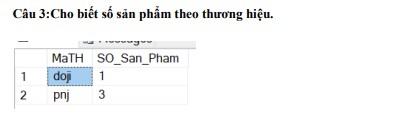 Câu 3:Cho biết số sản phẩm theo thương hiệu.
MaTH SO_San_Pham
1 doji 1
2 pnj 3